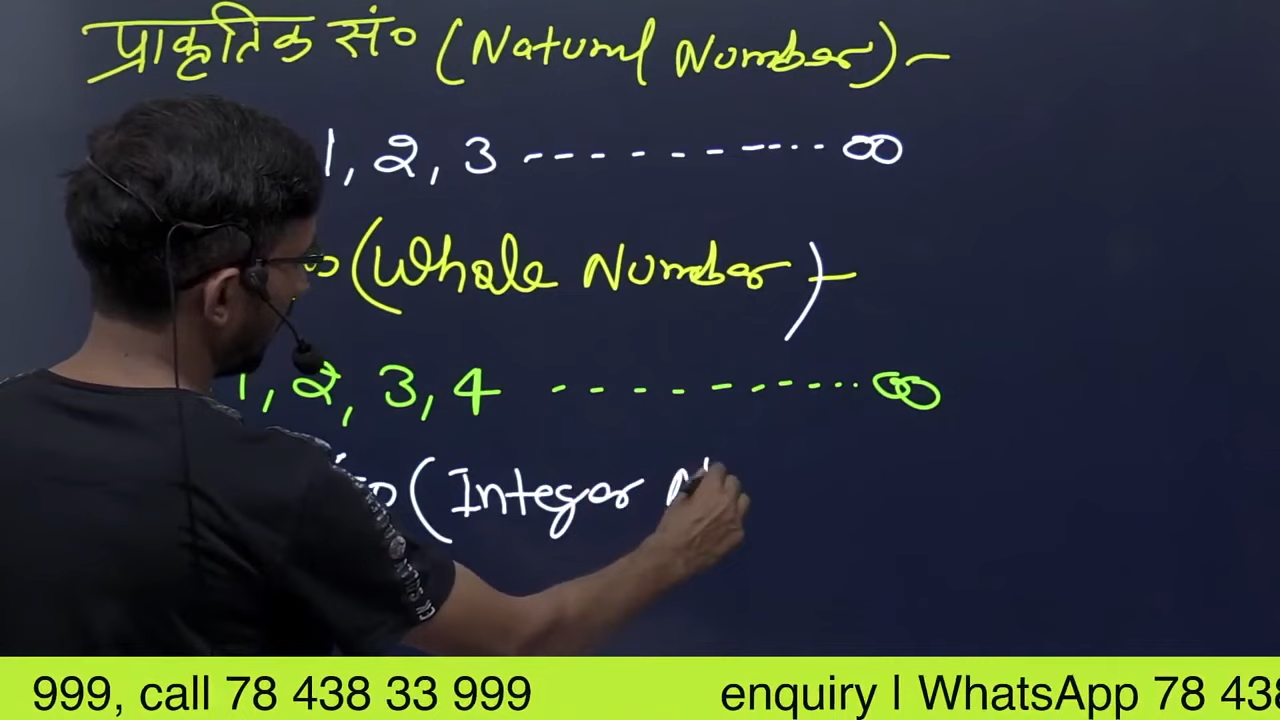 प्राकृतिक सं० (Natural Number) -
1, 2, 3 ----------- ∞
(Whole Number) -
1, 2, 3, 4 ----------- ∞
(Integer N
999, call 78 438 33 999 enquiry | WhatsApp 78 438